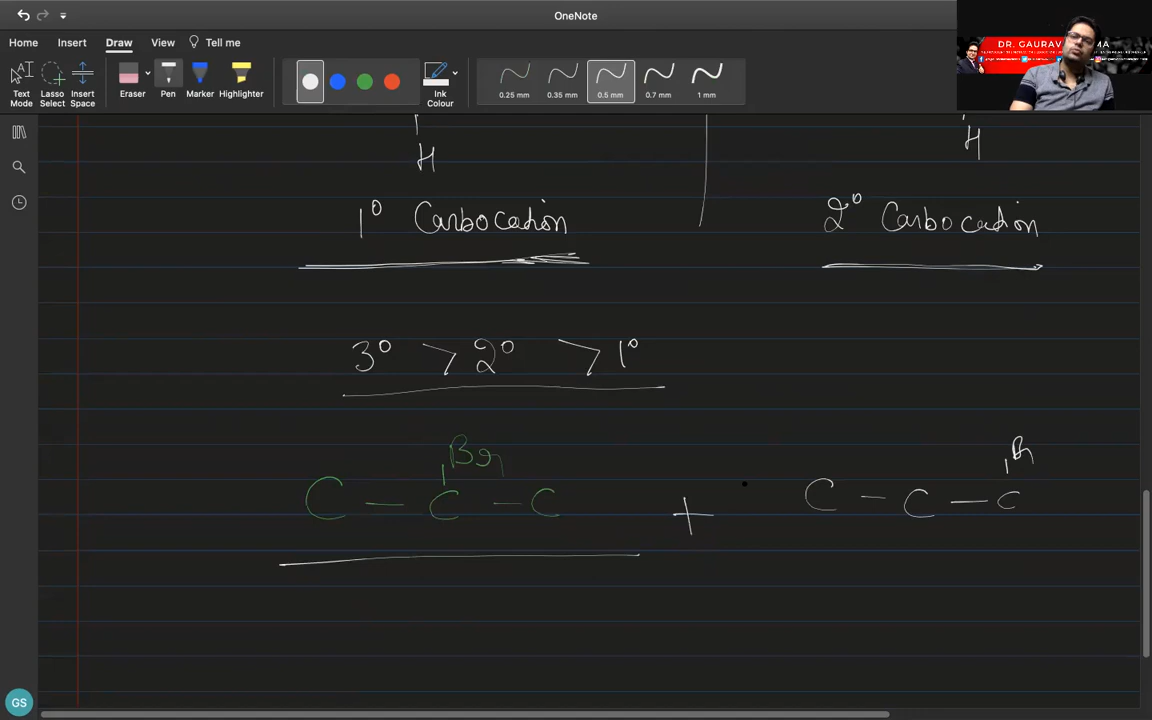 OneNote
Home Insert Draw View Tell me
Text Mode
Lasso Select
Insert Space
Eraser
Pen
Marker
Highlighter
Ink Colour
0.25 mm
0.35 mm
0.5 mm
0.7 mm
1 mm
DR. GAURAV
H
H
1° Carbocation
2° Carbocation
3° > 2° > 1°
Br
Br
C — C — C + C — C — C
GS